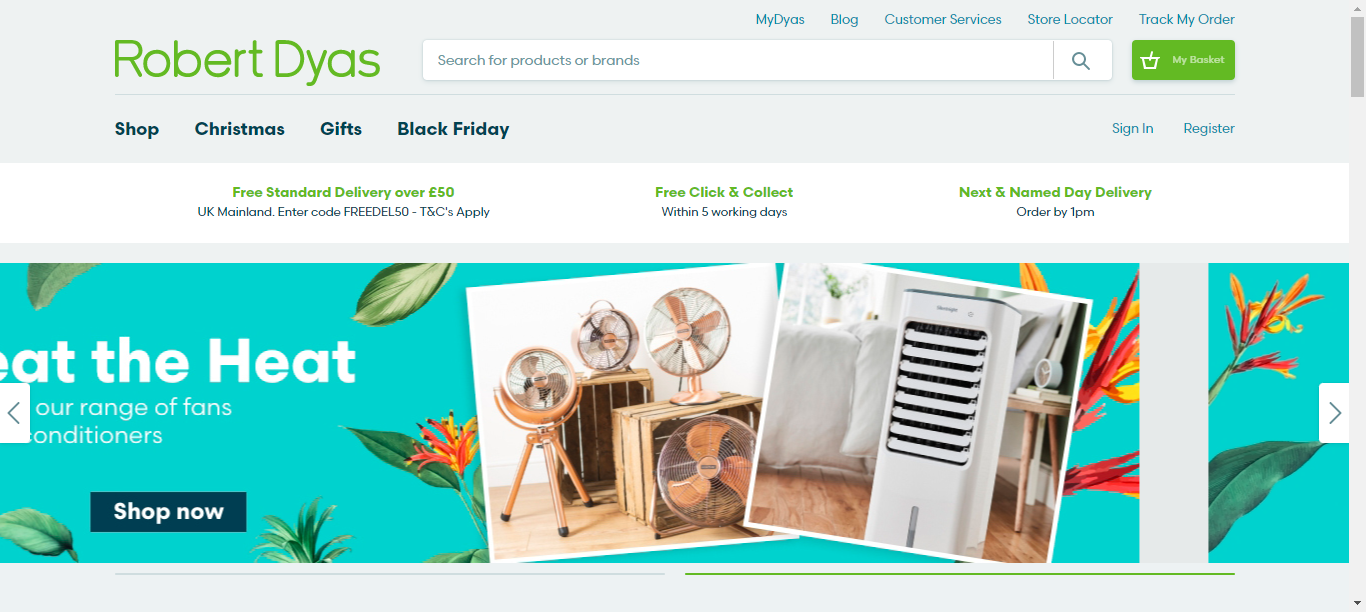 MyDyas Blog Customer Services Store Locator Track My Order
Robert Dyas
Search for products or brands
My Basket
Shop Christmas Gifts Black Friday
Sign In Register
Free Standard Delivery over £50
UK Mainland. Enter code FREEDEL50 - T&C's Apply
Free Click & Collect
Within 5 working days
Next & Named Day Delivery
Order by 1pm
eat the Heat
our range of fans
conditioners
Shop now